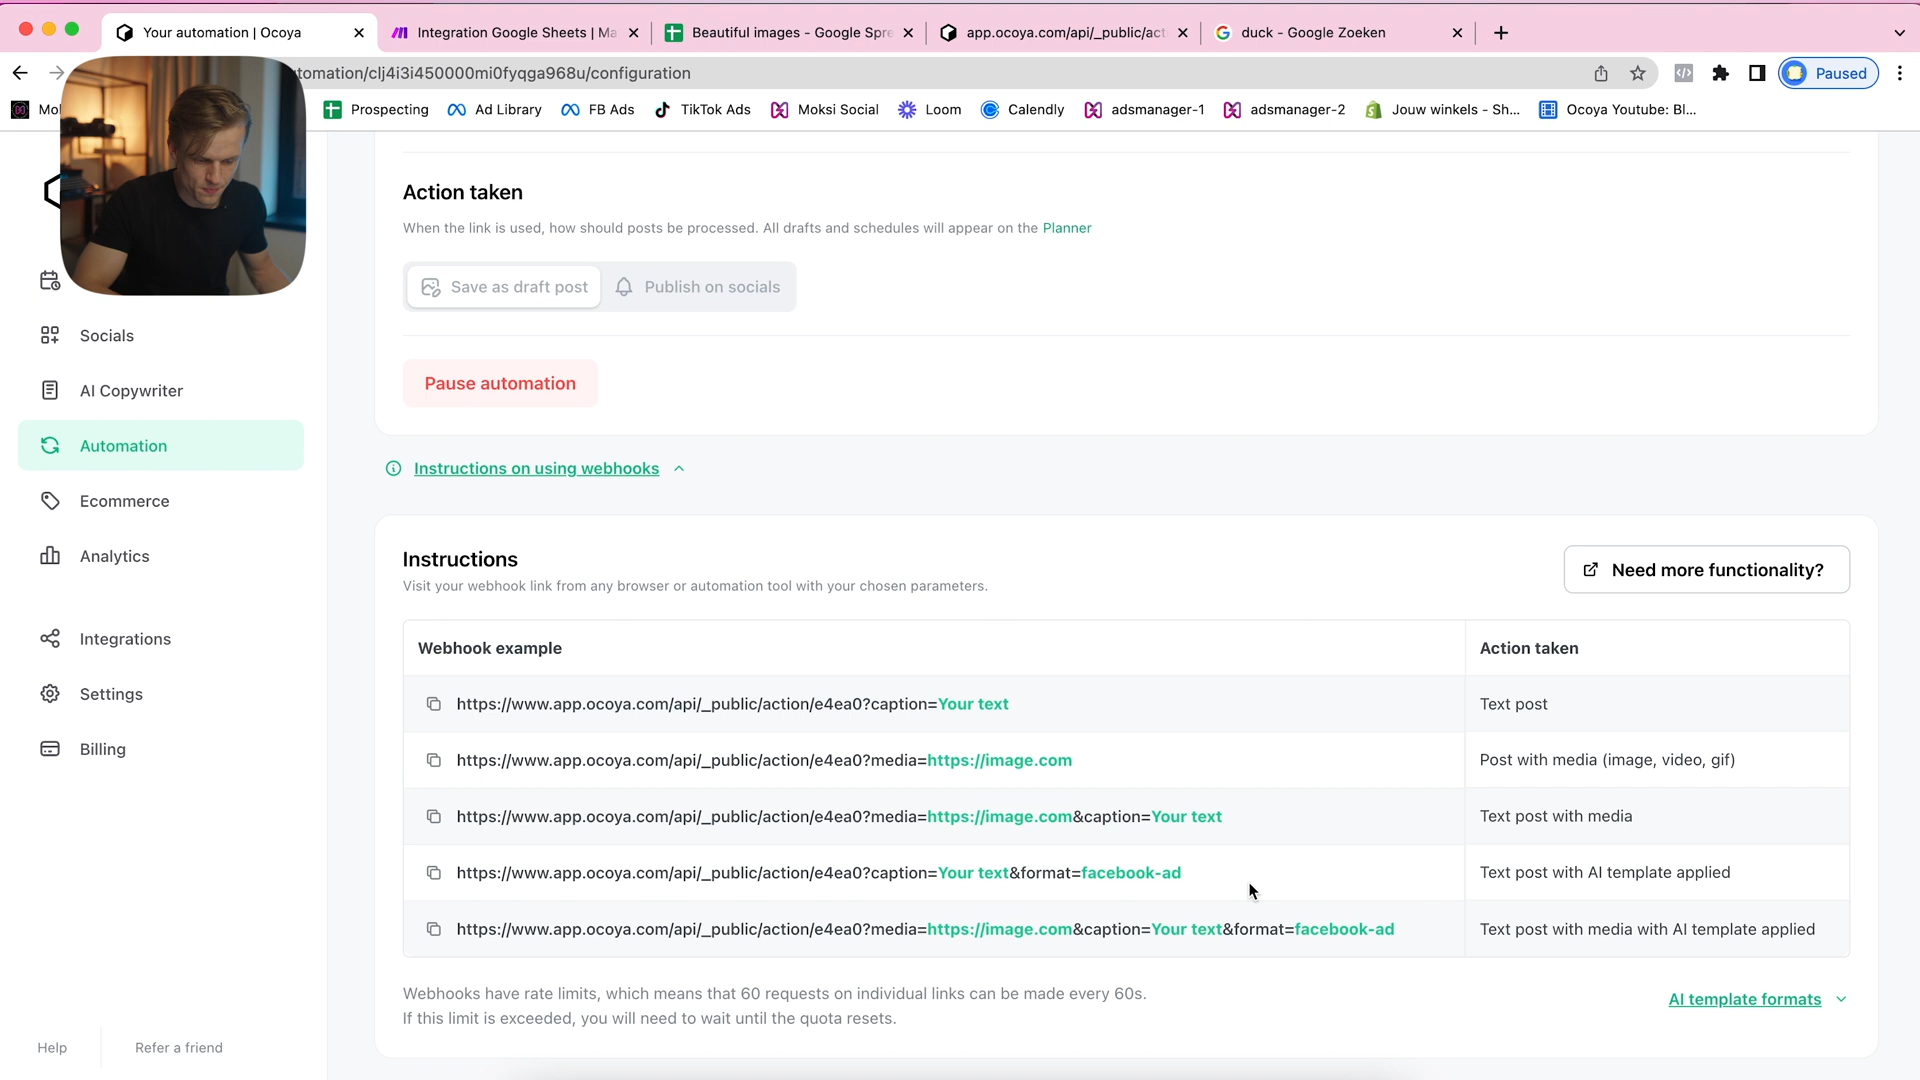 Your automation | Ocoya
Integration Google Sheets | Ma
Beautiful images - Google Spre
app.ocoya.com/api/_public/act
duck - Google Zoeken
tomation/clj4i3i450000mi0fyqga968u/configuration
Paused
Mo
Prospecting
Ad Library
FB Ads
TikTok Ads
Moksi Social
Loom
Calendly
adsmanager-1
adsmanager-2
Jouw winkels - Sh...
Ocoya Youtube: Bl...
Socials
AI Copywriter
Automation
Ecommerce
Analytics
Integrations
Settings
Billing
Help
Refer a friend
Action taken
When the link is used, how should posts be processed. All drafts and schedules will appear on the Planner
Save as draft post
Publish on socials
Pause automation
Instructions on using webhooks
Instructions
Visit your webhook link from any browser or automation tool with your chosen parameters.
Need more functionality?
Webhook example
Action taken
https://www.app.ocoya.com/api/_public/action/e4ea0?caption=Your text
Text post
https://www.app.ocoya.com/api/_public/action/e4ea0?media=https://image.com
Post with media (image, video, gif)
https://www.app.ocoya.com/api/_public/action/e4ea0?media=https://image.com&caption=Your text
Text post with media
https://www.app.ocoya.com/api/_public/action/e4ea0?caption=Your text&format=facebook-ad
Text post with AI template applied
https://www.app.ocoya.com/api/_public/action/e4ea0?media=https://image.com&caption=Your text&format=facebook-ad
Text post with media with AI template applied
Webhooks have rate limits, which means that 60 requests on individual links can be made every 60s.
If this limit is exceeded, you will need to wait until the quota resets.
AI template formats